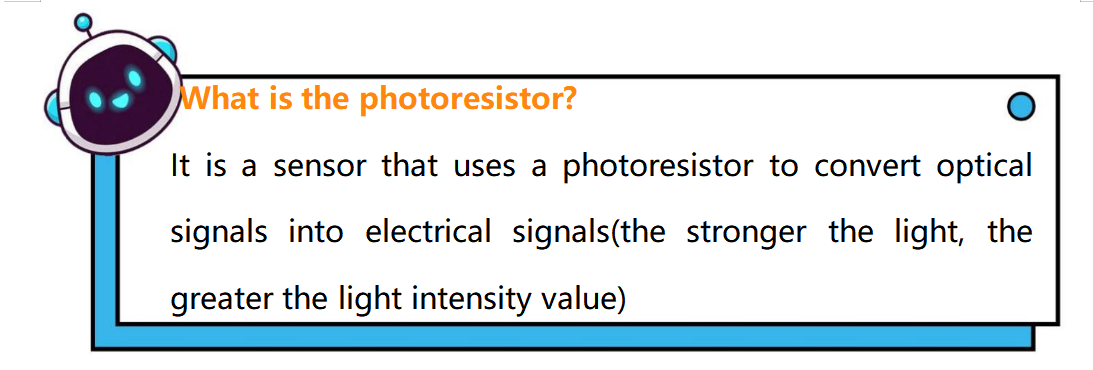 What is the photoresistor?
It is a sensor that uses a photoresistor to convert optical
signals into electrical signals(the stronger the light, the
greater the light intensity value)